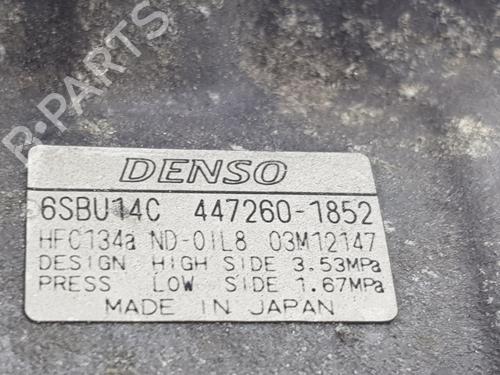 B-PARTS
DENSO
6SBU14C 447260-1852
HFC134a ND-OIL8 03M12147
DESIGN HIGH SIDE 3.53MPa
PRESS LOW SIDE 1.67MPa
MADE IN JAPAN